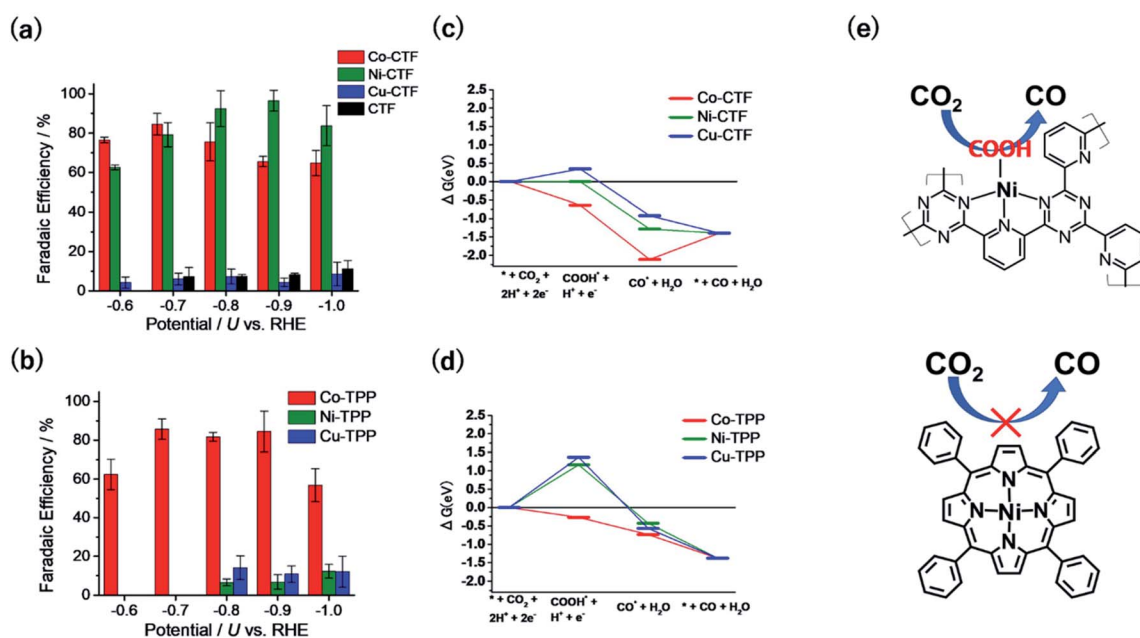 (a)
Co-CTF
Ni-CTF
Cu-CTF
CTF
Faradaic Efficiency / %
100
80
60
40
20
0
-0.6
-0.7
-0.8
-0.9
-1.0
Potential / U vs. RHE
(b)
Co-TPP
Ni-TPP
Cu-TPP
Faradaic Efficiency / %
100
80
60
40
20
0
-0.6
-0.7
-0.8
-0.9
-1.0
Potential / U vs. RHE
(c)
Co-CTF
Ni-CTF
Cu-CTF
Δ G(eV)
2.5
2.0
1.5
1.0
0.5
0.0
-0.5
-1.0
-1.5
-2.0
* + CO₂ +
2H⁺ + 2e⁻
COOH* +
H⁺ + e⁻
CO* + H₂O
* + CO + H₂O
(d)
Co-TPP
Ni-TPP
Cu-TPP
Δ G(eV)
2.5
2.0
1.5
1.0
0.5
0.0
-0.5
-1.0
-1.5
-2.0
* + CO₂ +
2H⁺ + 2e⁻
COOH* +
H⁺ + e⁻
CO* + H₂O
* + CO + H₂O
(e)
CO₂
CO
COOH
Ni
N
N
N
N
N
N
N
N
N
CO₂
CO
N
N
Ni
N
N